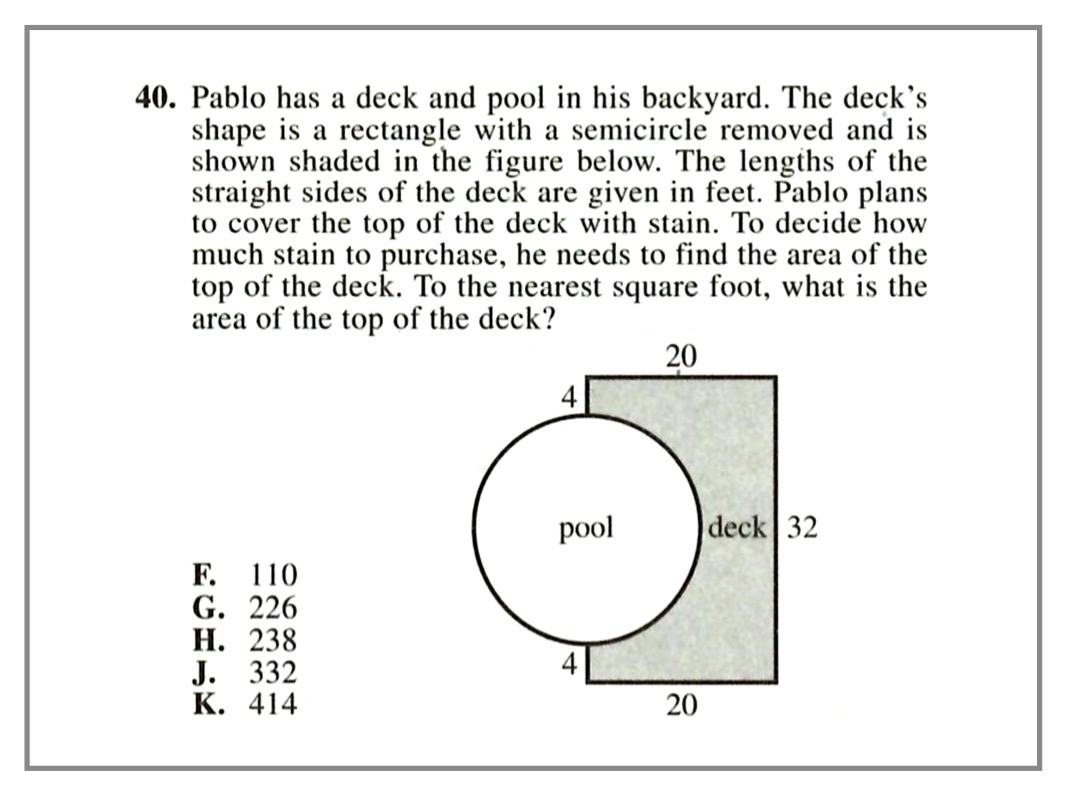 40. Pablo has a deck and pool in his backyard. The deck's
shape is a rectangle with a semicircle removed and is
shown shaded in the figure below. The lengths of the
straight sides of the deck are given in feet. Pablo plans
to cover the top of the deck with stain. To decide how
much stain to purchase, he needs to find the area of the
top of the deck. To the nearest square foot, what is the
area of the top of the deck?
20
4
pool
deck
32
4
20
F. 110
G. 226
H. 238
J. 332
K. 414